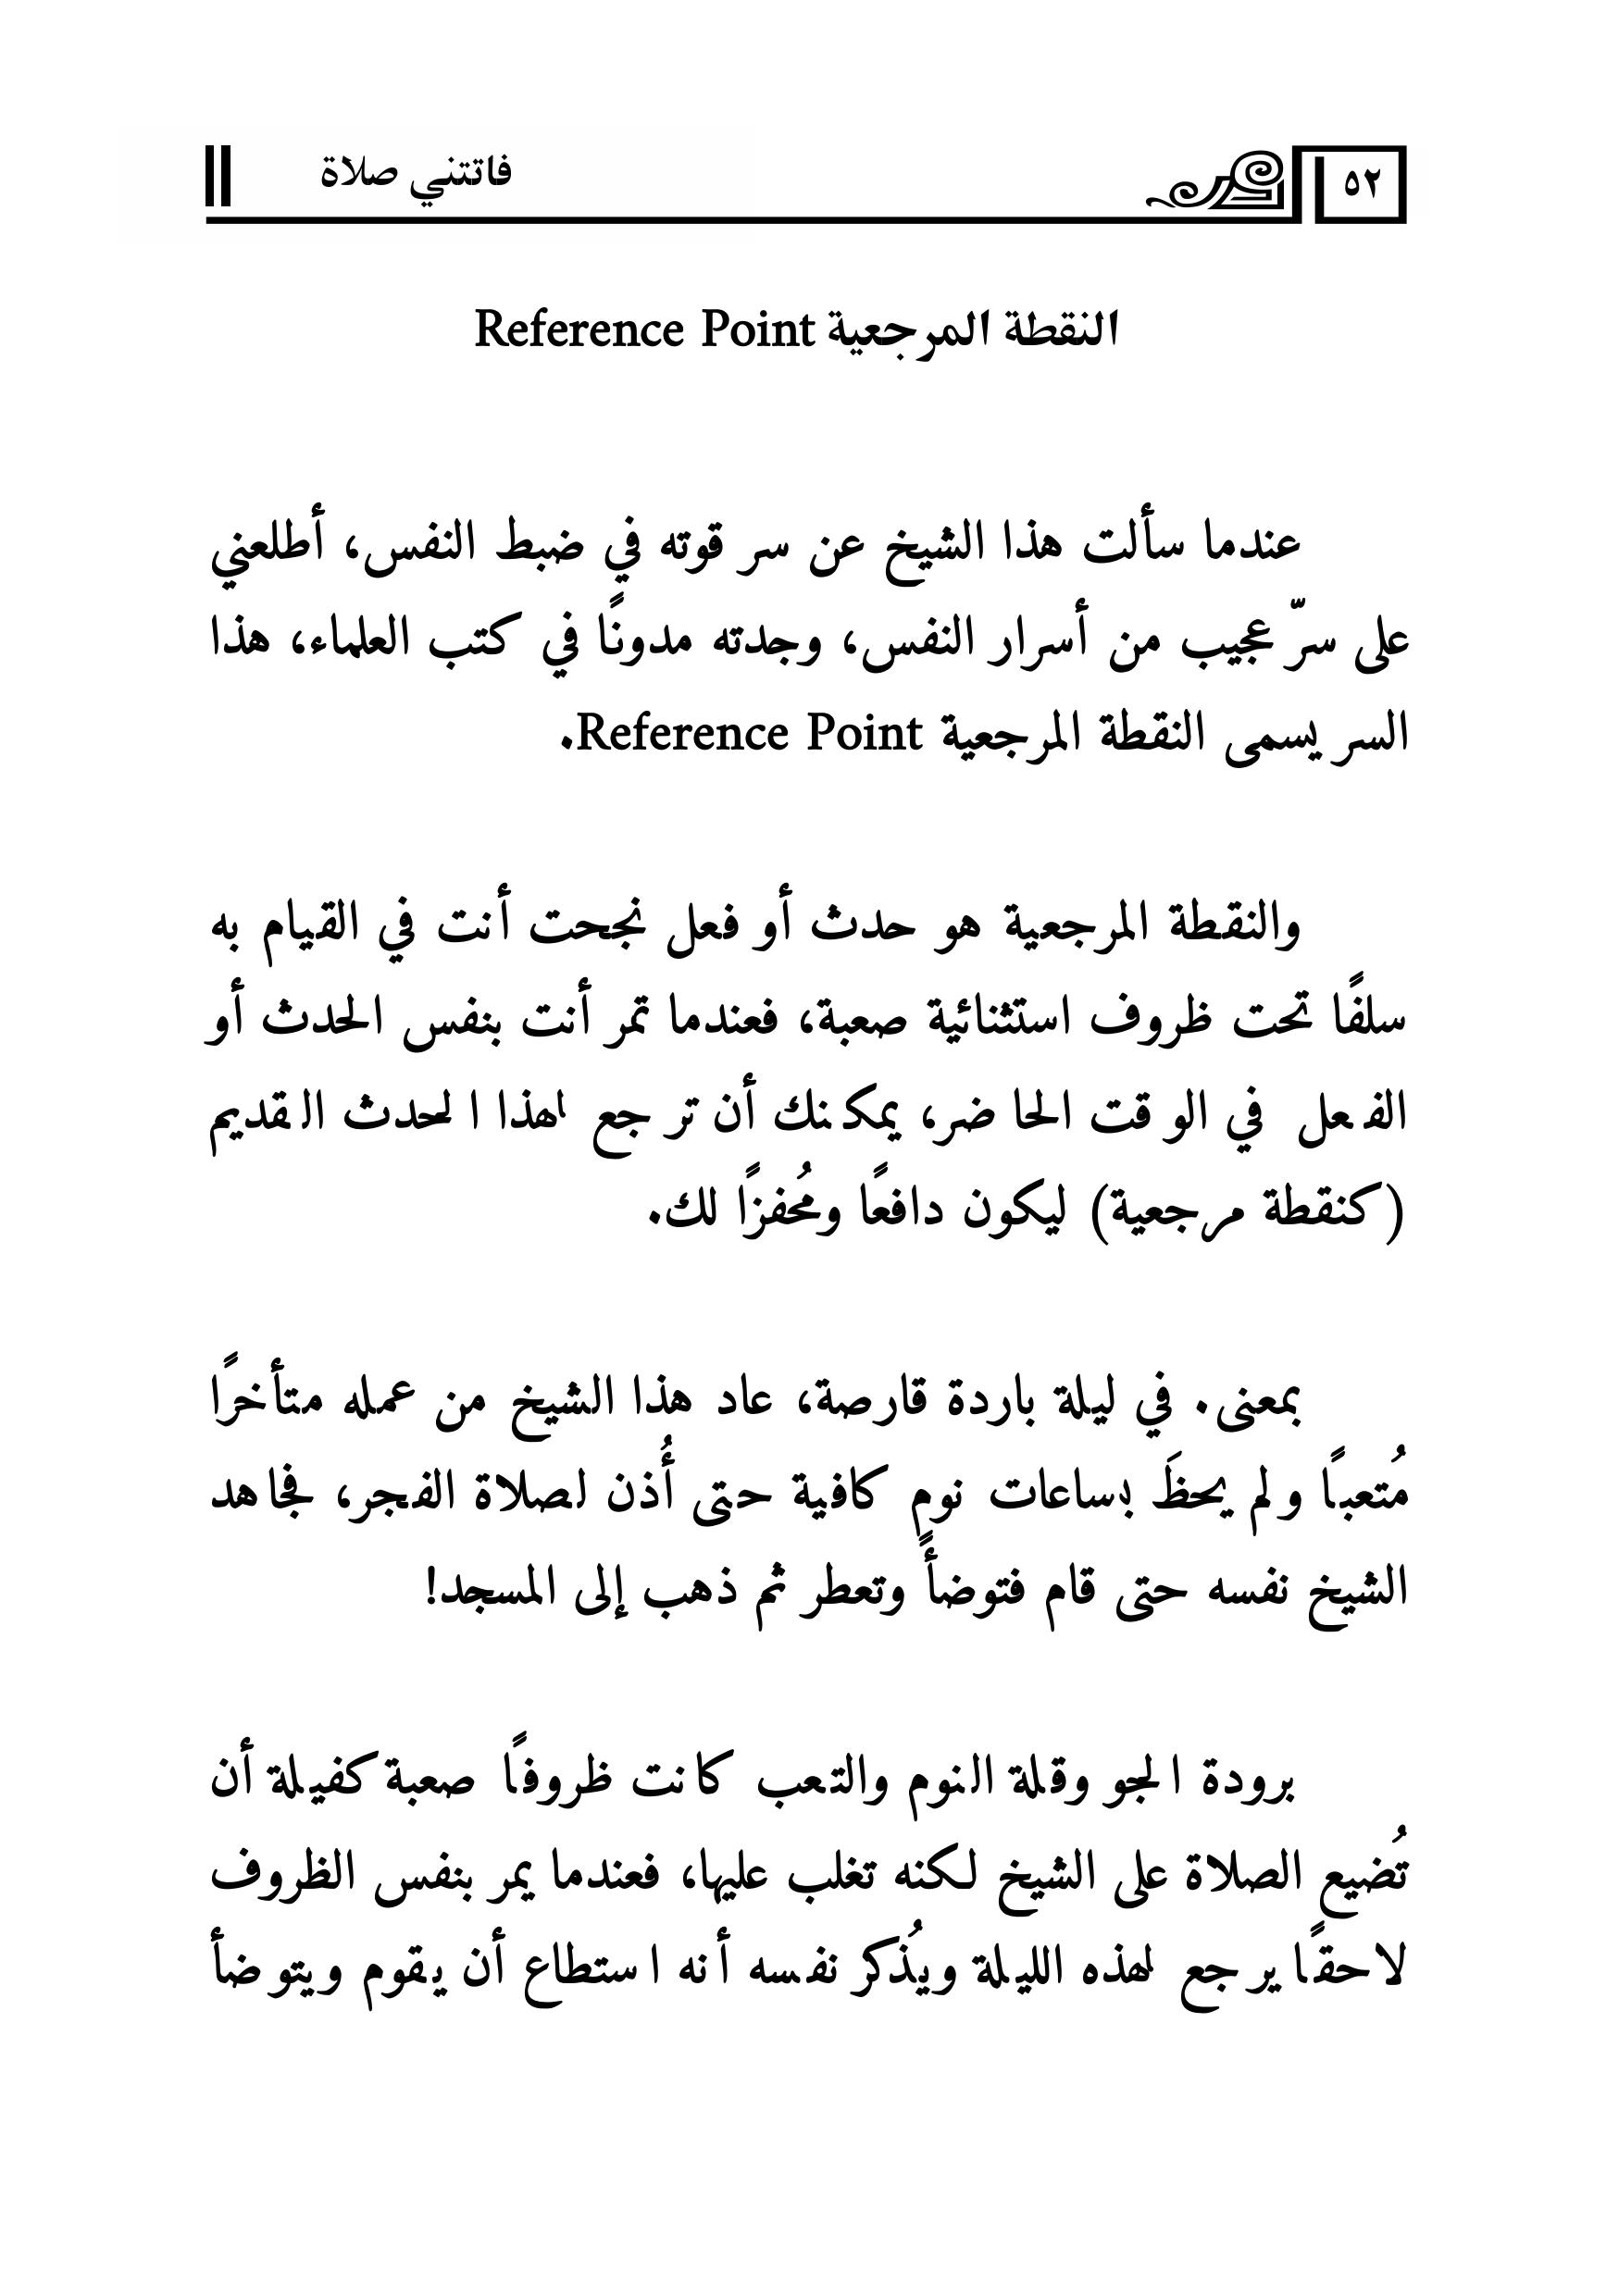 ٥٢ فاتتني صلاة
النقطة المرجعية Reference Point
عندما سألت هذا الشيخ عن سر قوته في ضبط النفس، أطلعني
على سرّ عجيب من أسرار النفس، وجدته مدونًا في كتب العلماء، هذا
السر يسمى النقطة المرجعية Reference Point.
والنقطة المرجعية هو حدث أو فعل نجحت أنت في القيام به
سلفًا تحت ظروف استثنائية صعبة، فعندما تمر أنت بنفس الحدث أو
الفعل في الوقت الحاضر، يمكنك أن ترجع لهذا الحدث القديم
(كنقطة مرجعية) ليكون دافعًا ومُحفزًا لك.
بمعنى. في ليلة باردة قارصة، عاد هذا الشيخ من عمله متأخرًا
مُتعبًا ولم يحظَ بساعات نوم كافية حتى أُذن لصلاة الفجر، فجاهد
الشيخ نفسه حتى قام فتوضأً وتعطر ثم ذهب إلى المسجد!
برودة الجو وقلة النوم والتعب كانت ظروفًا صعبة كفيلة أن
تُضيع الصلاة على الشيخ لكنه تغلب عليها، فعندما يمر بنفس الظروف
لاحقًا يرجع لهذه الليلة ويُذكر نفسه أنه استطاع أن يقوم ويتوضأ